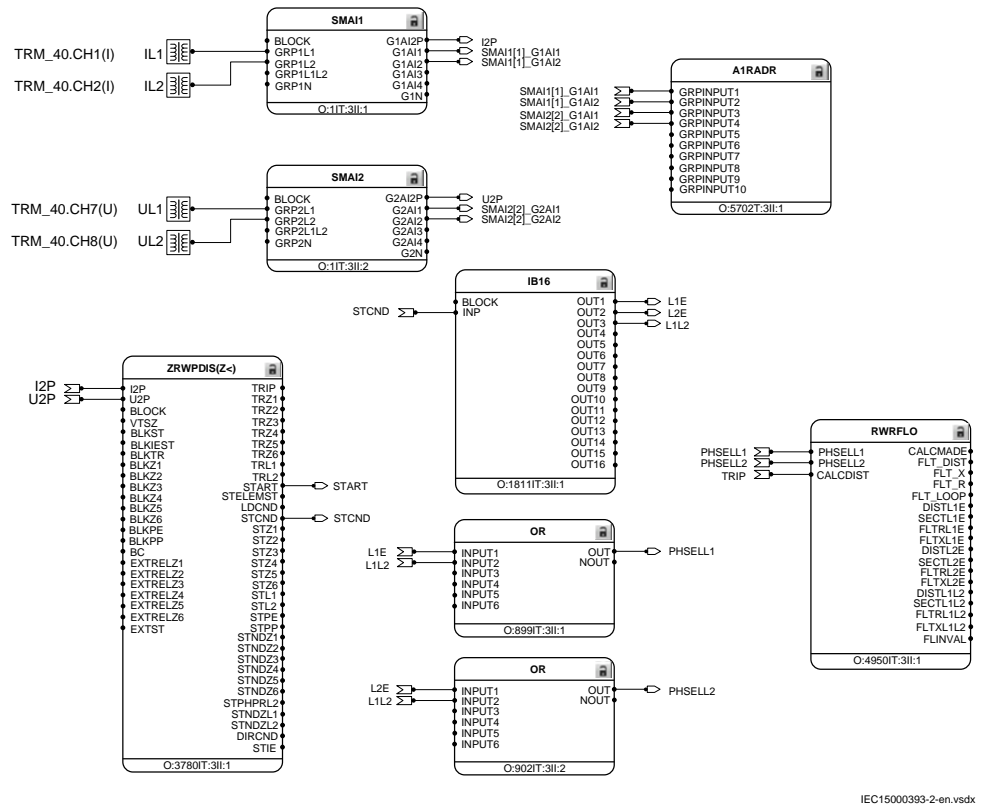 SMAI1
TRM_40.CH1(I) IL1
TRM_40.CH2(I) IL2
BLOCK
GRP1L1
GRP1L2
GRP1L1L2
GRP1N
G1AI2P
G1AI1
G1AI2
G1AI3
G1AI4
G1N
I2P
SMAI1[1]_G1AI1
SMAI1[1]_G1AI2
O:1IT:3II:1
A1RADR
SMAI1[1]_G1AI1
SMAI1[1]_G1AI2
SMAI2[2]_G1AI1
SMAI2[2]_G1AI2
GRPINPUT1
GRPINPUT2
GRPINPUT3
GRPINPUT4
GRPINPUT5
GRPINPUT6
GRPINPUT7
GRPINPUT8
GRPINPUT9
GRPINPUT10
O:5702T:3II:1
SMAI2
TRM_40.CH7(U) UL1
TRM_40.CH8(U) UL2
BLOCK
GRP2L1
GRP2L2
GRP2L1L2
GRP2N
G2AI2P
G2AI1
G2AI2
G2AI3
G2AI4
G2N
U2P
SMAI2[2]_G2AI1
SMAI2[2]_G2AI2
O:1IT:3II:2
IB16
STCND
BLOCK
INP
OUT1
OUT2
OUT3
OUT4
OUT5
OUT6
OUT7
OUT8
OUT9
OUT10
OUT11
OUT12
OUT13
OUT14
OUT15
OUT16
L1E
L2E
L1L2
O:1811IT:3II:1
ZRWPDIS(Z<)
I2P
U2P
I2P
U2P
BLOCK
VTSZ
BLKST
BLKIEST
BLKTR
BLKZ1
BLKZ2
BLKZ3
BLKZ4
BLKZ5
BLKZ6
BLKPE
BLKPP
BC
EXTRELZ1
EXTRELZ2
EXTRELZ3
EXTRELZ4
EXTRELZ5
EXTRELZ6
EXTST
TRIP
TRZ1
TRZ2
TRZ3
TRZ4
TRZ5
TRZ6
TRL1
TRL2
START
STELEMST
LDCND
STCND
STZ1
STZ2
STZ3
STZ4
STZ5
STZ6
STL1
STL2
STPE
STPP
STNDZ1
STNDZ2
STNDZ3
STNDZ4
STNDZ5
STNDZ6
STPHPRL2
STNDZL1
STNDZL2
DIRCND
STIE
START
STCND
O:3780IT:3II:1
OR
L1E
L1L2
INPUT1
INPUT2
INPUT3
INPUT4
INPUT5
INPUT6
OUT
NOUT
PHSELL1
O:899IT:3II:1
OR
L2E
L1L2
INPUT1
INPUT2
INPUT3
INPUT4
INPUT5
INPUT6
OUT
NOUT
PHSELL2
O:902IT:3II:2
RWRFLO
PHSELL1
PHSELL2
TRIP
PHSELL1
PHSELL2
CALCDIST
CALCMADE
FLT_DIST
FLT_X
FLT_R
FLT_LOOP
DISTL1E
SECTL1E
FLTRL1E
FLTXL1E
DISTL2E
SECTL2E
FLTRL2E
FLTXL2E
DISTL1L2
SECTL1L2
FLTRL1L2
FLTXL1L2
FLINVAL
O:4950IT:3II:1
IEC15000393-2-en.vsdx